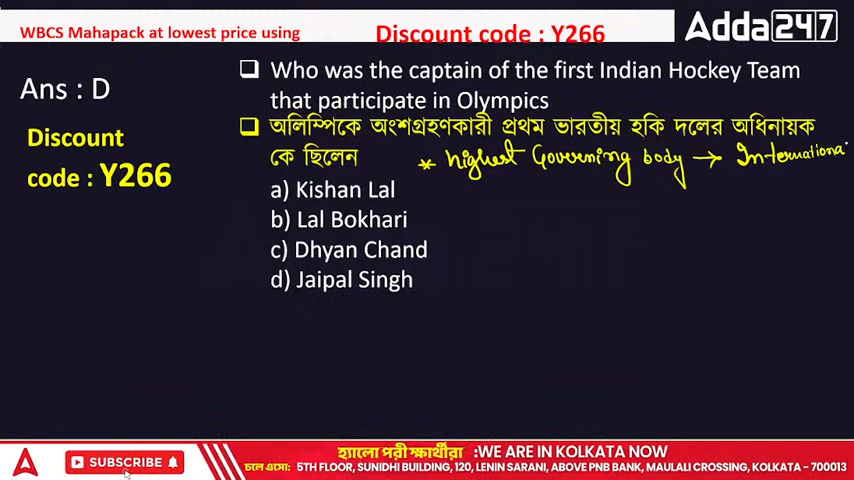 WBCS Mahapack at lowest price using
Discount code : Y266
Adda247
Ans : D
Discount
code : Y266
Who was the captain of the first Indian Hockey Team
that participate in Olympics
অলিম্পিকে অংশগ্রহণকারী প্রথম ভারতীয় হকি দলের অধিনায়ক
কে ছিলেন
* Highest Governing body → Internationa
a) Kishan Lal
b) Lal Bokhari
c) Dhyan Chand
d) Jaipal Singh
SUBSCRIBE
হ্যালো পরীক্ষার্থীরা :WE ARE IN KOLKATA NOW
চলে এসো: 5TH FLOOR, SUNIDHI BUILDING, 120, LENIN SARANI, ABOVE PNB BANK, MAULALI CROSSING, KOLKATA - 700013